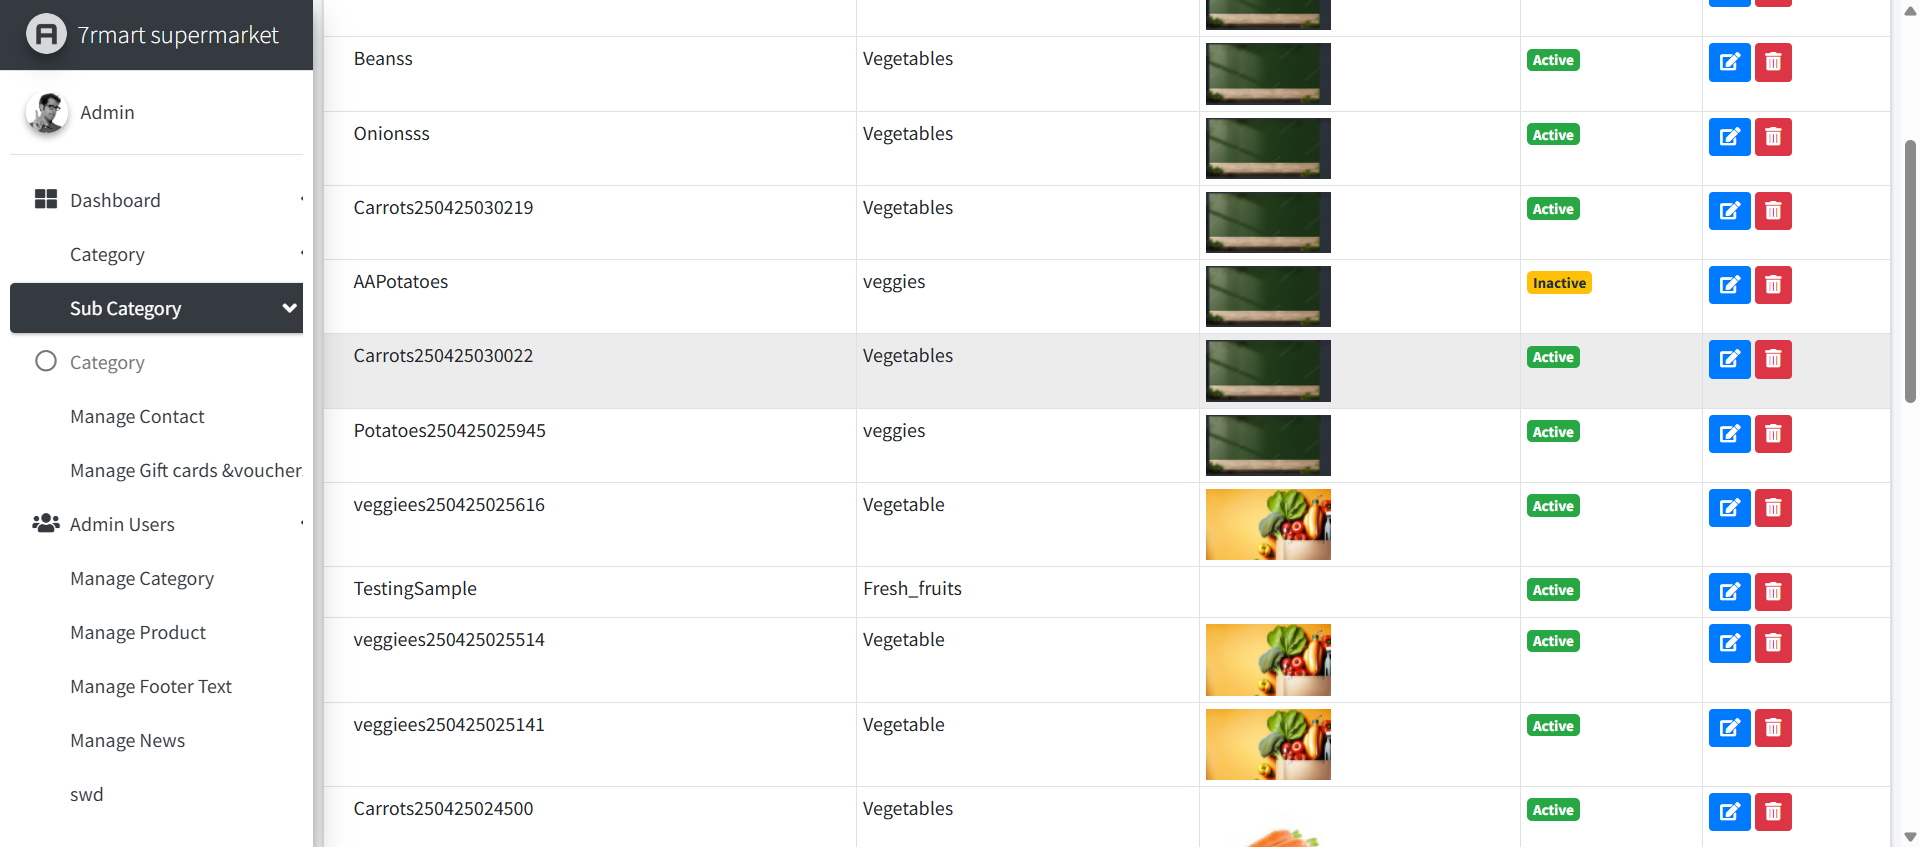 7rmart supermarket
Admin
Dashboard
Category
Sub Category
Category
Manage Contact
Manage Gift cards &voucher
Admin Users
Manage Category
Manage Product
Manage Footer Text
Manage News
swd
Beanss Vegetables Active
Onionsss Vegetables Active
Carrots250425030219 Vegetables Active
AAPotatoes veggies Inactive
Carrots250425030022 Vegetables Active
Potatoes250425025945 veggies Active
veggiees250425025616 Vegetable Active
TestingSample Fresh_fruits Active
veggiees250425025514 Vegetable Active
veggiees250425025141 Vegetable Active
Carrots250425024500 Vegetables Active